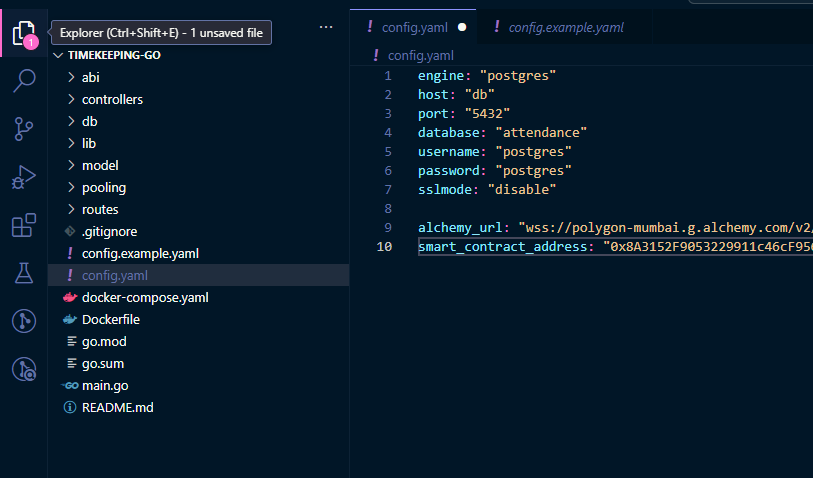 1
Explorer (Ctrl+Shift+E) - 1 unsaved file
TIMEKEEPING-GO
abi
controllers
db
lib
model
pooling
routes
.gitignore
! config.example.yaml
! config.yaml
docker-compose.yaml
Dockerfile
go.mod
go.sum
GO main.go
README.md
! config.yaml
! config.example.yaml
! config.yaml
1 engine: "postgres"
2 host: "db"
3 port: "5432"
4 database: "attendance"
5 username: "postgres"
6 password: "postgres"
7 sslmode: "disable"
8
9 alchemy_url: "wss://polygon-mumbai.g.alchemy.com/v2/
10 smart_contract_address: "0x8A3152F9053229911c46cF956